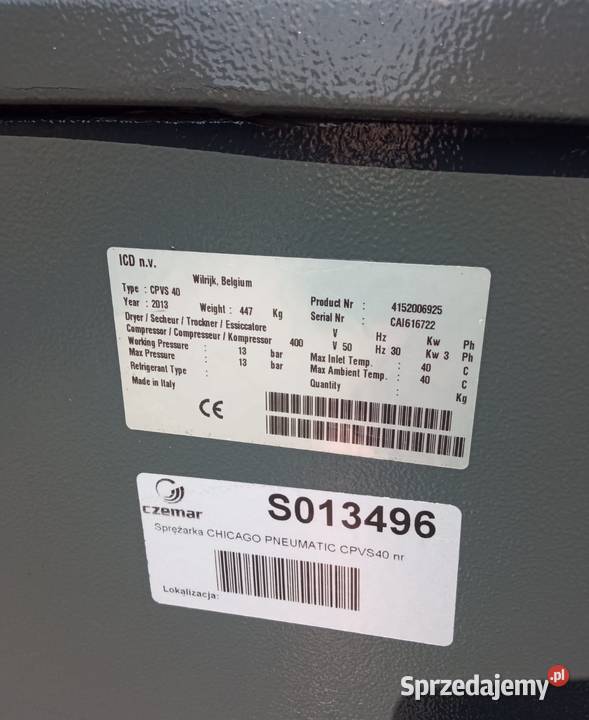 ICD n.v.
Wilrijk, Belgium
Type : CPVS 40
Product Nr : 4152006925
Year : 2013 Weight : 447 Kg
Serial Nr : CAI616722
Dryer / Secheur / Trockner / Essiccatore V Hz Kw Ph
Compressor / Compresseur / Kompressor 400 V 50 Hz 30 Kw 3 Ph
Working Pressure : 13 bar Max Inlet Temp. : 40 C
Max Pressure : 13 bar Max Ambient Temp. : 40 C
Refrigerant Type : Quantity : Kg
Made in Italy
CE
czemar
S013496
Sprężarka CHICAGO PNEUMATIC CPVS40 nr
Lokalizacja:
Sprzedajemy.pl